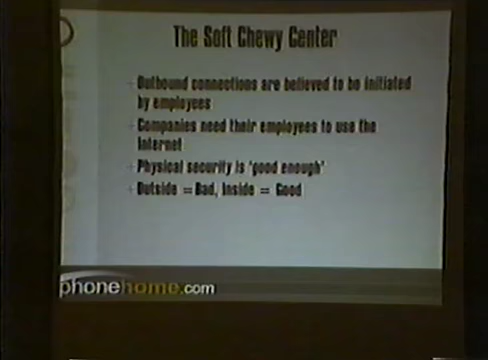 The Soft Chewy Center
+ Outbound connections are believed to be initiated
by employees
+ Companies need their employees to use the
Internet
+ Physical security is 'good enough'
+ Outside = Bad, Inside = Good
phonehome.com